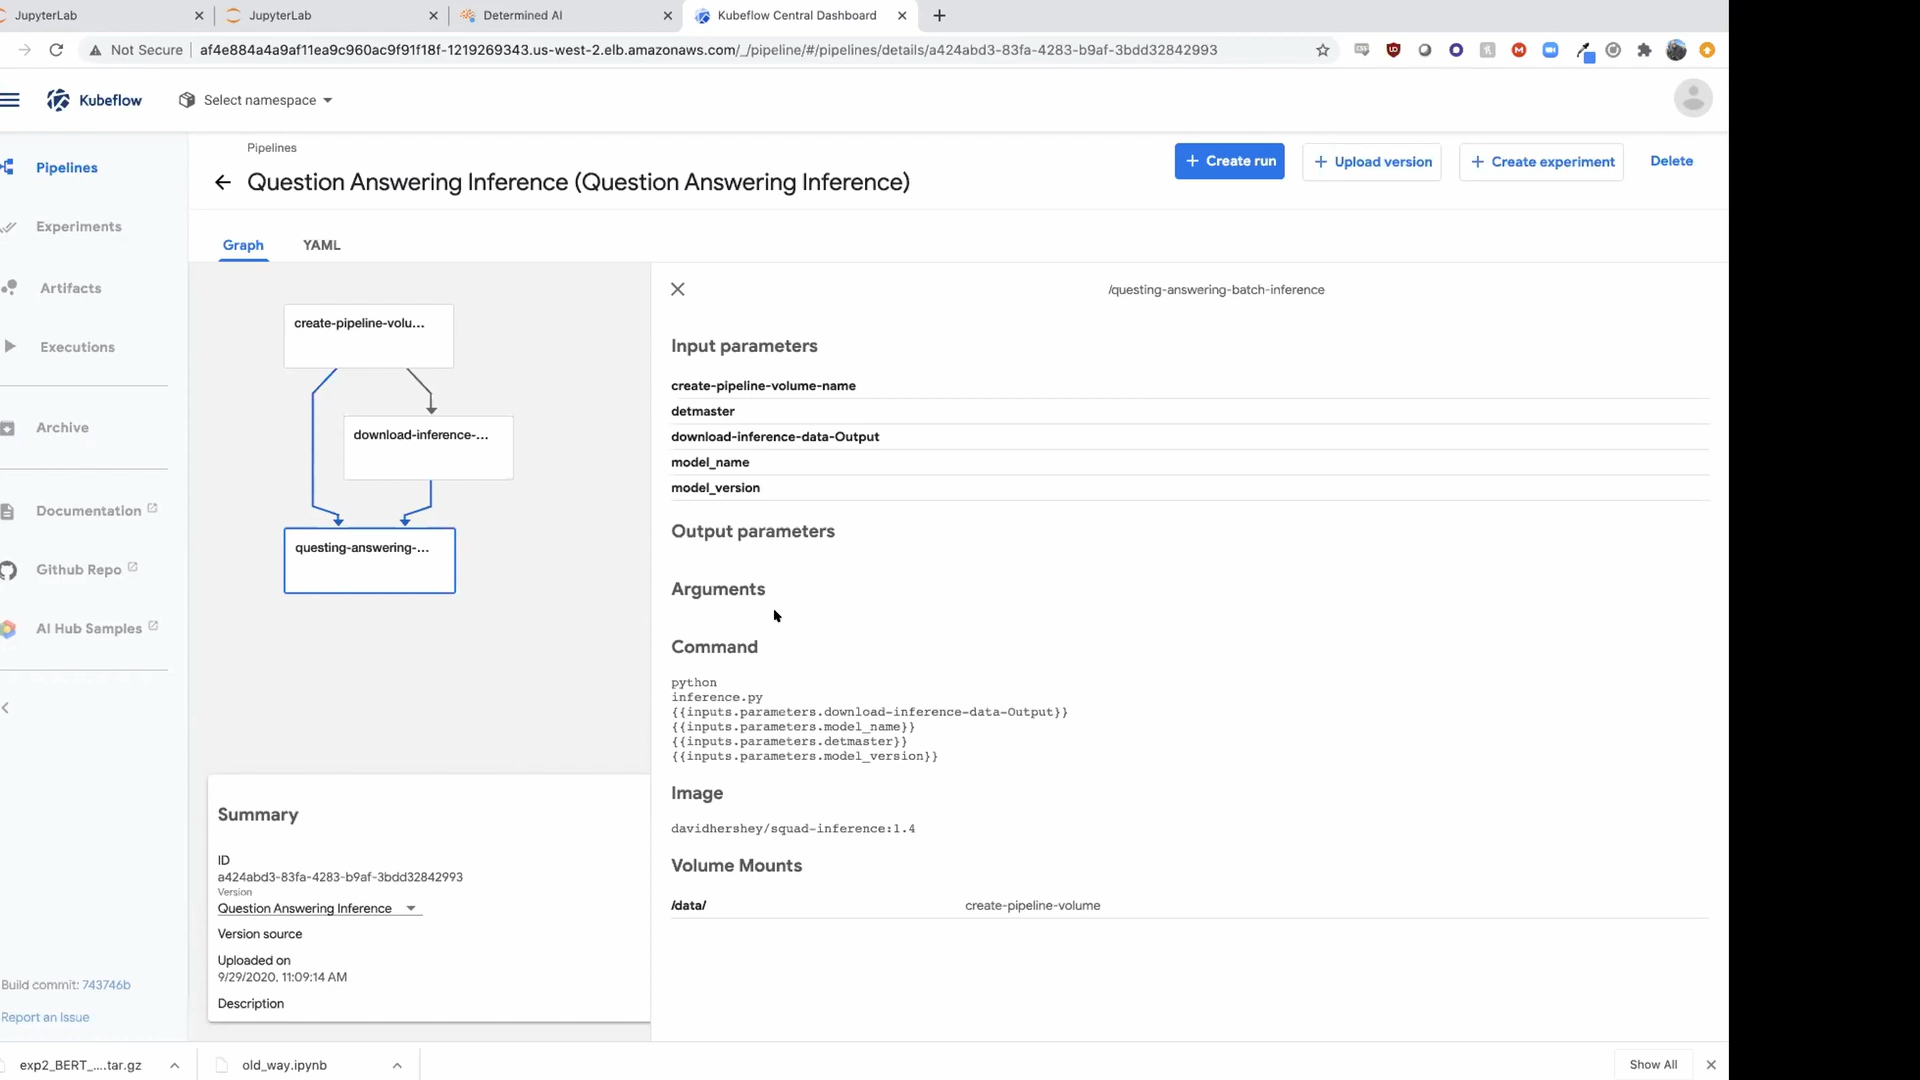 JupyterLab
JupyterLab
Determined AI
Kubeflow Central Dashboard
Not Secure
af4e884a4a9af11ea9c960ac9f91f18f-1219269343.us-west-2.elb.amazonaws.com/_/pipeline/#/pipelines/details/a424abd3-83fa-4283-b9af-3bdd32842993
Kubeflow
Select namespace
Pipelines
Experiments
Artifacts
Executions
Archive
Documentation
Github Repo
AI Hub Samples
Build commit: 743746b
Report an Issue
Pipelines
Question Answering Inference (Question Answering Inference)
+ Create run
+ Upload version
+ Create experiment
Delete
Graph
YAML
create-pipeline-volu...
download-inference-...
questing-answering-...
Summary
ID
a424abd3-83fa-4283-b9af-3bdd32842993
Version
Question Answering Inference
Version source
Uploaded on
9/29/2020, 11:09:14 AM
Description
/questing-answering-batch-inference
Input parameters
create-pipeline-volume-name
detmaster
download-inference-data-Output
model_name
model_version
Output parameters
Arguments
Command
python
inference.py
{{inputs.parameters.download-inference-data-Output}}
{{inputs.parameters.model_name}}
{{inputs.parameters.detmaster}}
{{inputs.parameters.model_version}}
Image
davidhershey/squad-inference:1.4
Volume Mounts
/data/
create-pipeline-volume
exp2_BERT_....tar.gz
old_way.ipynb
Show All